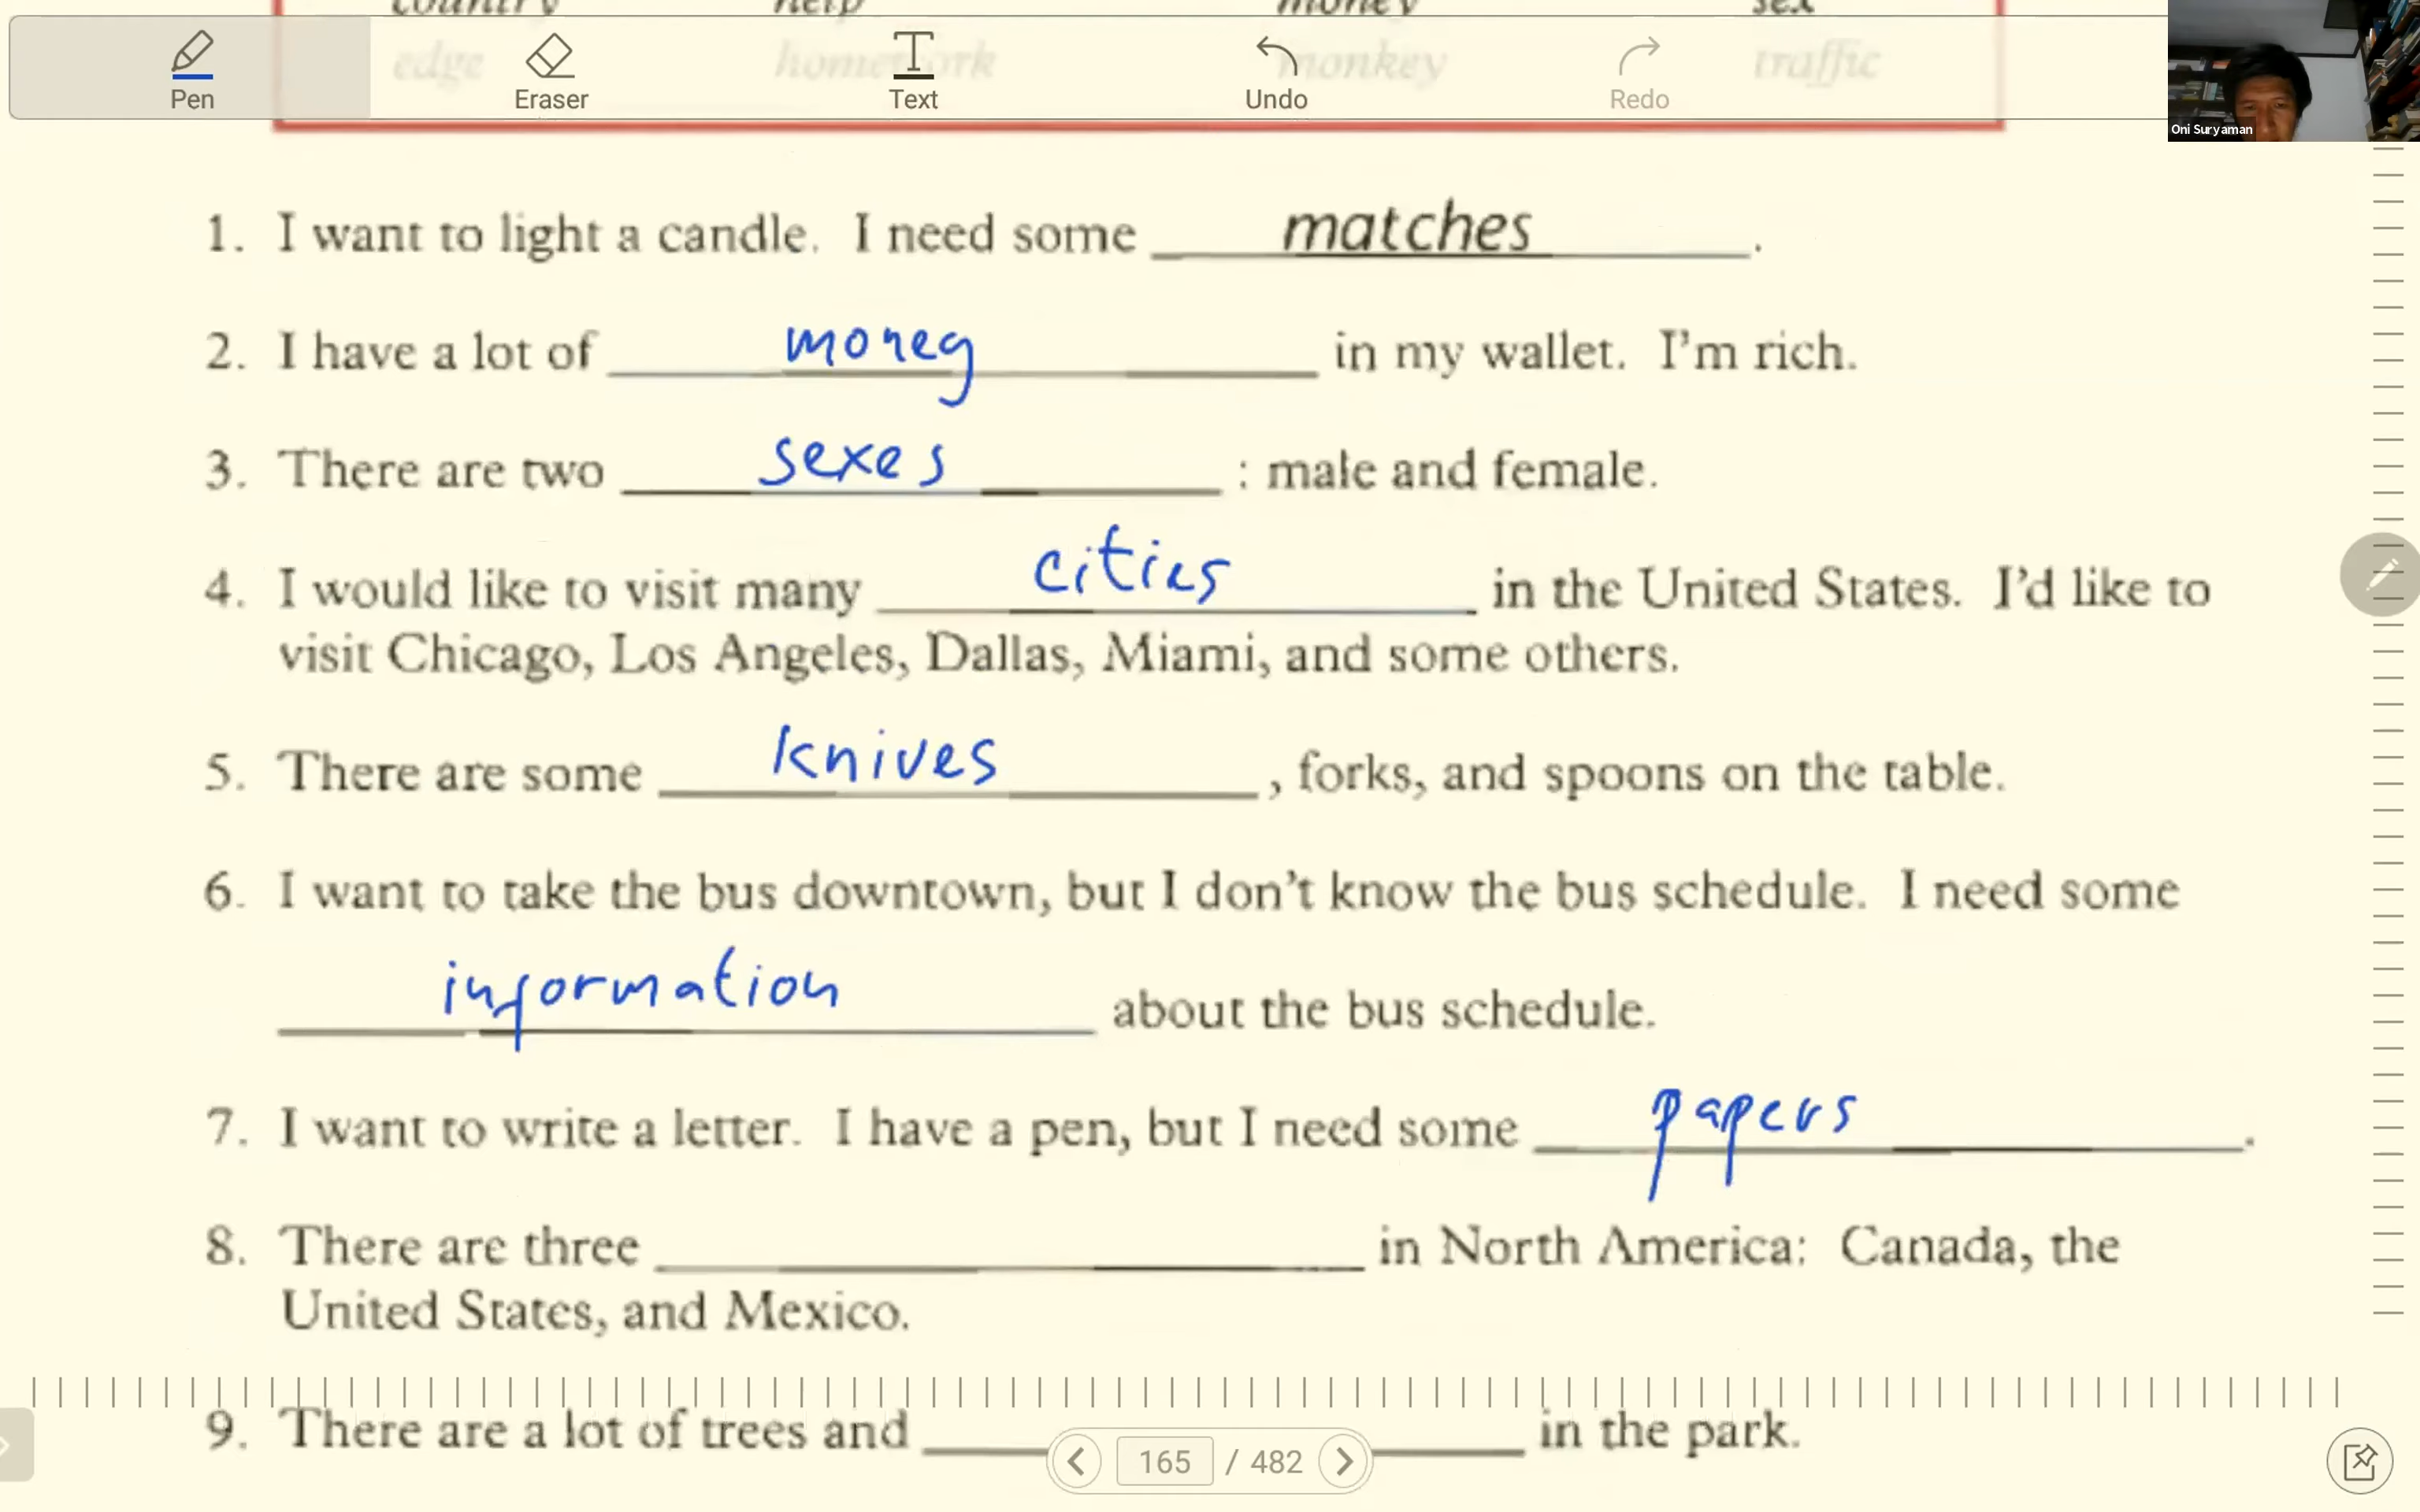 country help money sex
edge homework monkey traffic
Pen Eraser Text Undo Redo
Oni Suryaman
1. I want to light a candle. I need some matches.
2. I have a lot of money in my wallet. I'm rich.
3. There are two sexes : male and female.
4. I would like to visit many cities in the United States. I'd like to
visit Chicago, Los Angeles, Dallas, Miami, and some others.
5. There are some knives, forks, and spoons on the table.
6. I want to take the bus downtown, but I don't know the bus schedule. I need some
information about the bus schedule.
7. I want to write a letter. I have a pen, but I need some papers.
8. There are three in North America: Canada, the
United States, and Mexico.
9. There are a lot of trees and in the park.
165 / 482